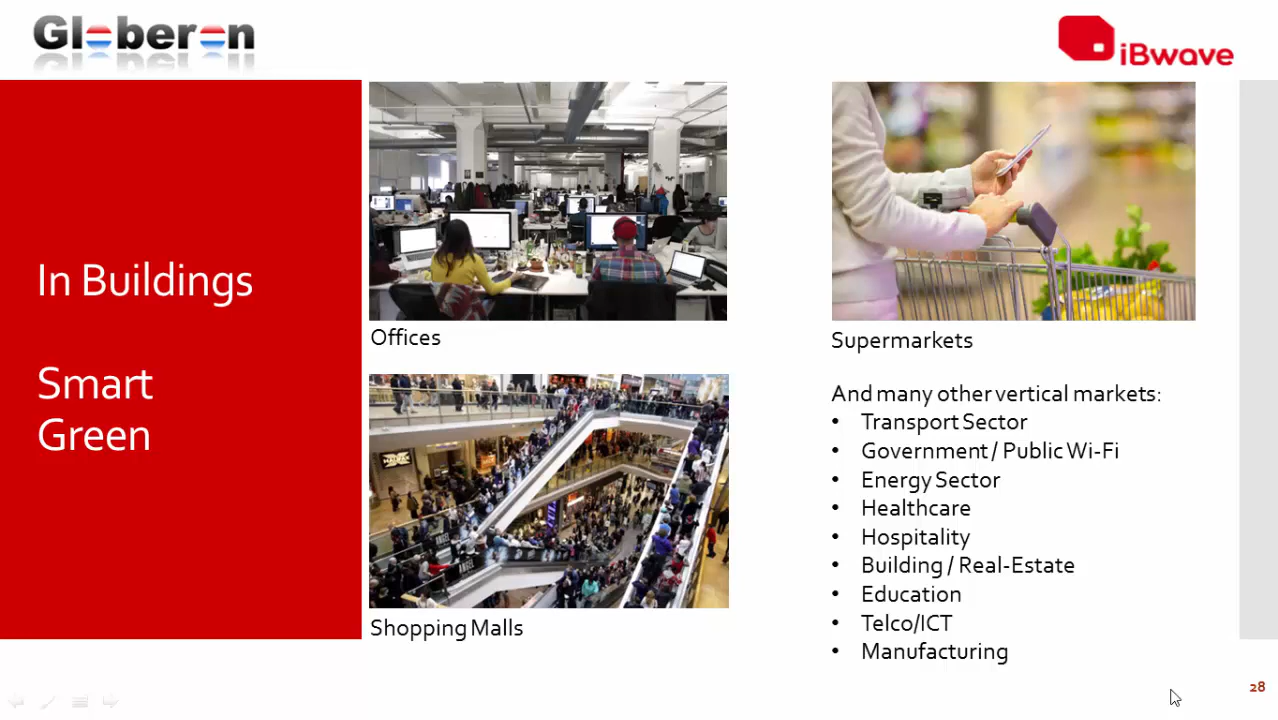 Globeron
iBwave
In Buildings
Smart
Green
Offices
Shopping Malls
Supermarkets
And many other vertical markets:
• Transport Sector
• Government / Public Wi-Fi
• Energy Sector
• Healthcare
• Hospitality
• Building / Real-Estate
• Education
• Telco/ICT
• Manufacturing
28